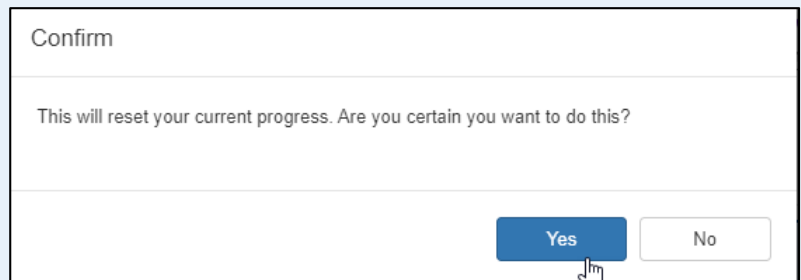 Confirm
This will reset your current progress. Are you certain you want to do this?
Yes No